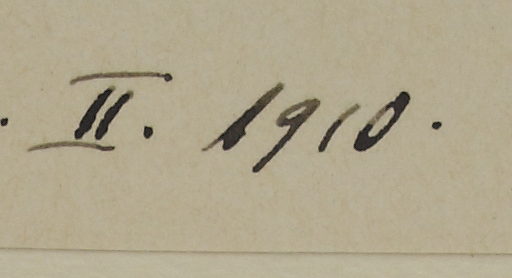 . II. 1910.